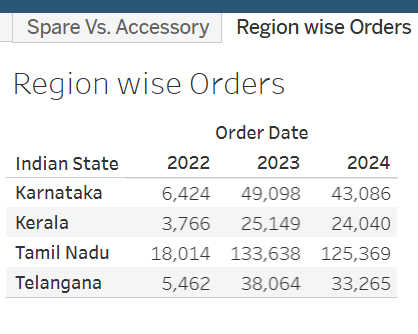 Spare Vs. Accessory Region wise Orders
Region wise Orders
Order Date
Indian State 2022 2023 2024
Karnataka 6,424 49,098 43,086
Kerala 3,766 25,149 24,040
Tamil Nadu 18,014 133,638 125,369
Telangana 5,462 38,064 33,265